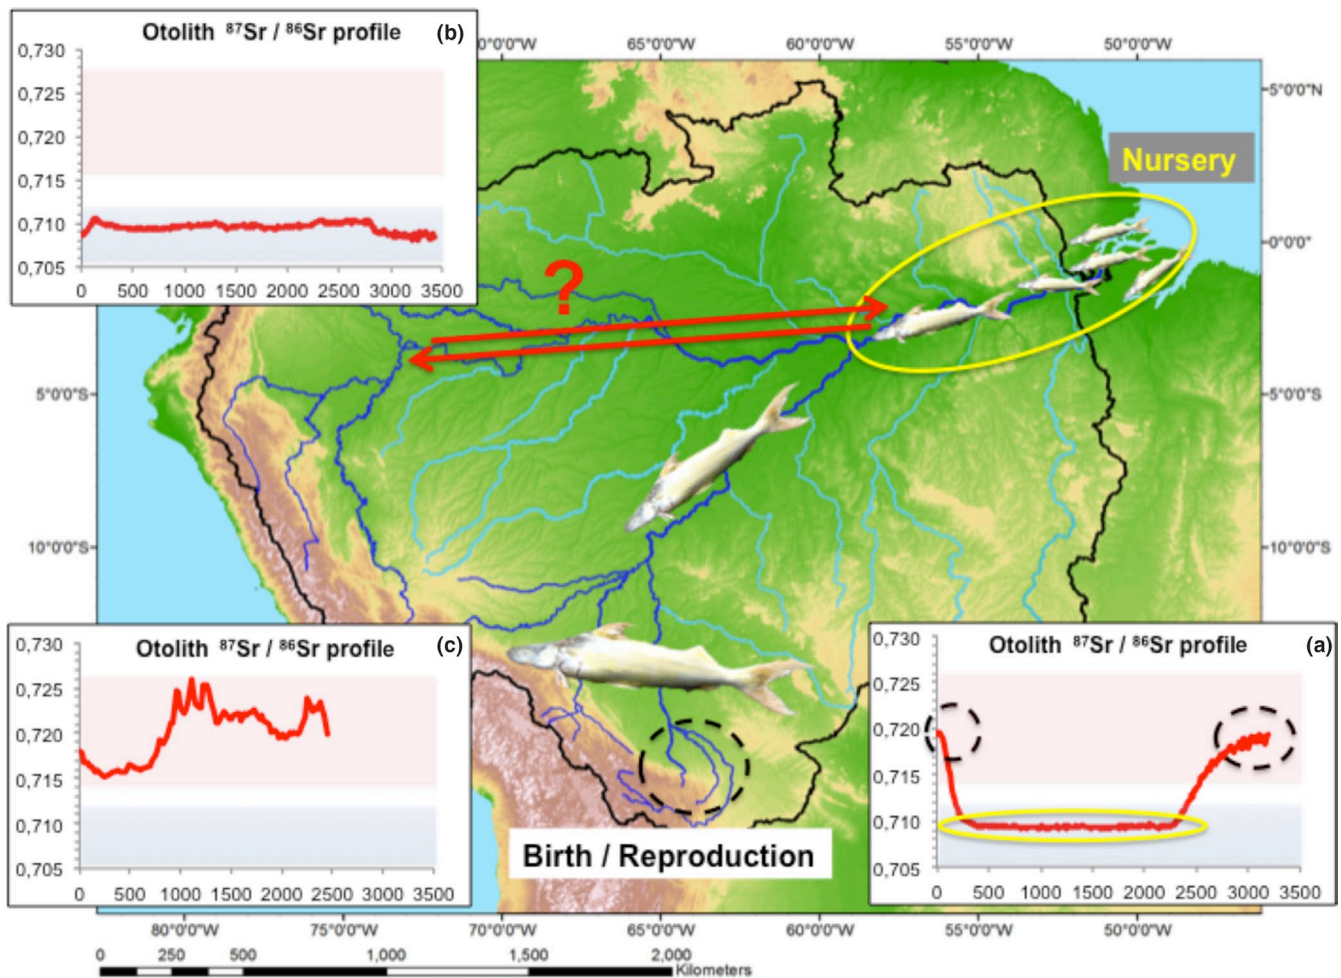 Otolith ⁸⁷Sr / ⁸⁶Sr profile (b)
0,730
0,725
0,720
0,715
0,710
0,705
0 500 1000 1500 2000 2500 3000 3500
0°0'0"W 65°0'0"W 60°0'0"W 55°0'0"W 50°0'0"W
5°0'0"N
Nursery
0°0'0"
?
5°0'0"S 5°0'0"S
10°0'0"S 10°0'0"S
Otolith ⁸⁷Sr / ⁸⁶Sr profile (c)
0,730
0,725
0,720
0,715
0,710
0,705
0 500 1000 1500 2000 2500 3000 3500
Birth / Reproduction
Otolith ⁸⁷Sr / ⁸⁶Sr profile (a)
0,730
0,725
0,720
0,715
0,710
0,705
0 500 1000 1500 2000 2500 3000 3500
80°0'0"W 75°0'0"W 70°0'0"W 65°0'0"W 60°0'0"W 55°0'0"W 50°0'0"W
0 250 500 1,000 1,500 2,000
Kilometers